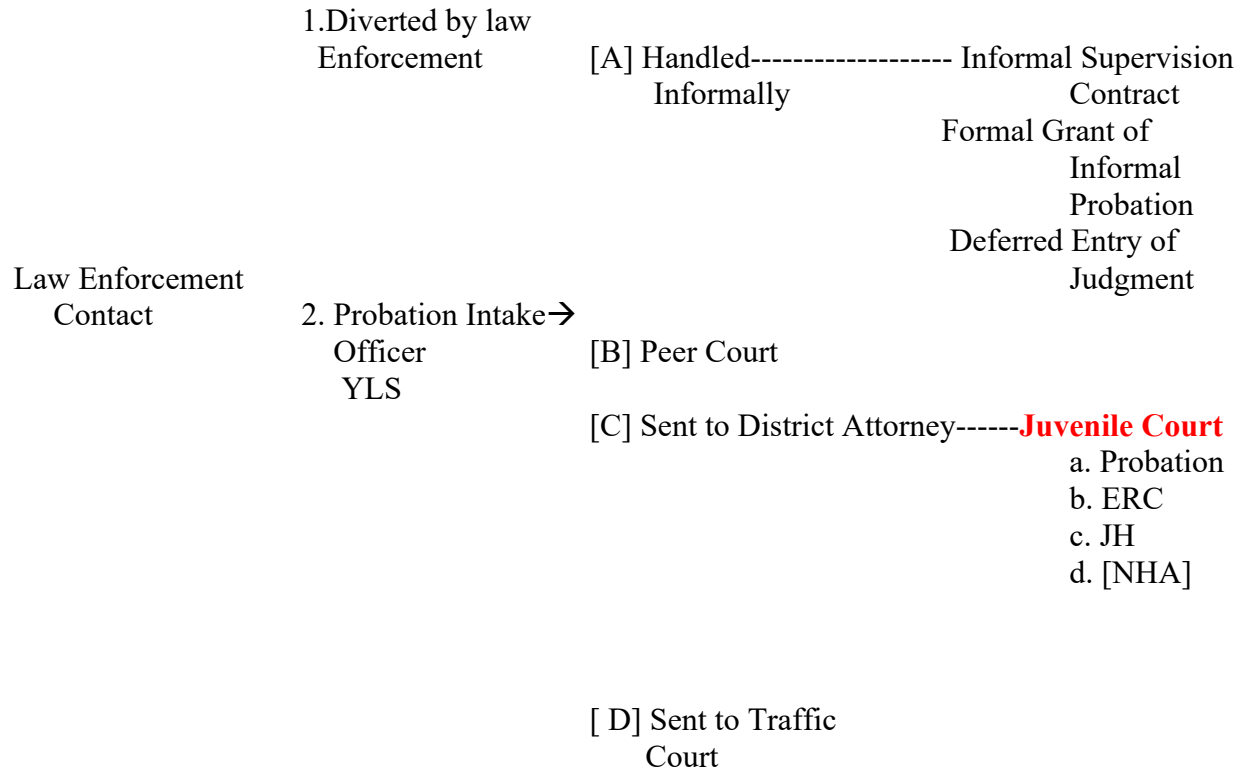 1.Diverted by law
Enforcement
[A] Handled------------------- Informal Supervision
Informally Contract
Formal Grant of
Informal
Probation
Deferred Entry of
Law Enforcement Judgment
Contact 2. Probation Intake→
Officer [B] Peer Court
YLS
[C] Sent to District Attorney------Juvenile Court
a. Probation
b. ERC
c. JH
d. [NHA]
[ D] Sent to Traffic
Court